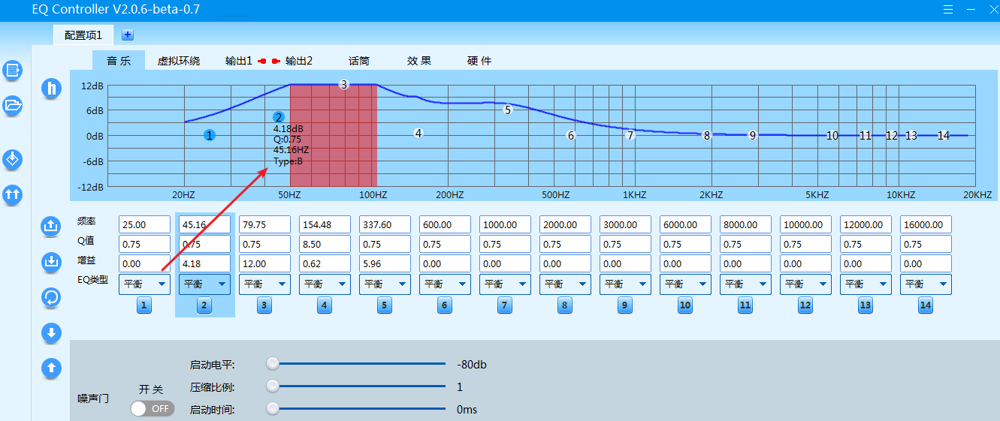 EQ Controller V2.0.6-beta-0.7
配置项1
音 乐 虚拟环绕 输出1 输出2 话筒 效 果 硬 件
12dB
6dB
0dB
-6dB
-12dB
3
5
2
4.18dB
Q:0.75
45.16HZ
Type:B
1 4 6 7 8 9 10 11 12 13 14
20HZ 50HZ 100HZ 200HZ 500HZ 1KHZ 2KHZ 5KHZ 10KHZ 20KHZ
频率 25.00 45.16 79.75 154.48 337.60 600.00 1000.00 2000.00 3000.00 6000.00 8000.00 10000.00 12000.00 16000.00
Q值 0.75 0.75 0.75 8.50 0.75 0.75 0.75 0.75 0.75 0.75 0.75 0.75 0.75 0.75
增益 0.00 4.18 12.00 0.62 5.96 0.00 0.00 0.00 0.00 0.00 0.00 0.00 0.00 0.00
EQ类型 平衡 平衡 平衡 平衡 平衡 平衡 平衡 平衡 平衡 平衡 平衡 平衡 平衡 平衡
1 2 3 4 5 6 7 8 9 10 11 12 13 14
噪声门
开 关
OFF
启动电平: -80db
压缩比例: 1
启动时间: 0ms